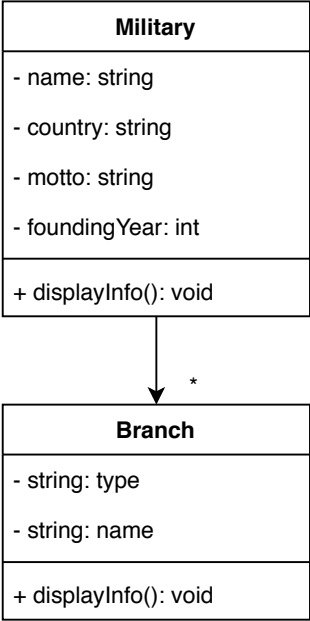 Military
- name: string
- country: string
- motto: string
- foundingYear: int
+ displayInfo(): void
*
Branch
- string: type
- string: name
+ displayInfo(): void